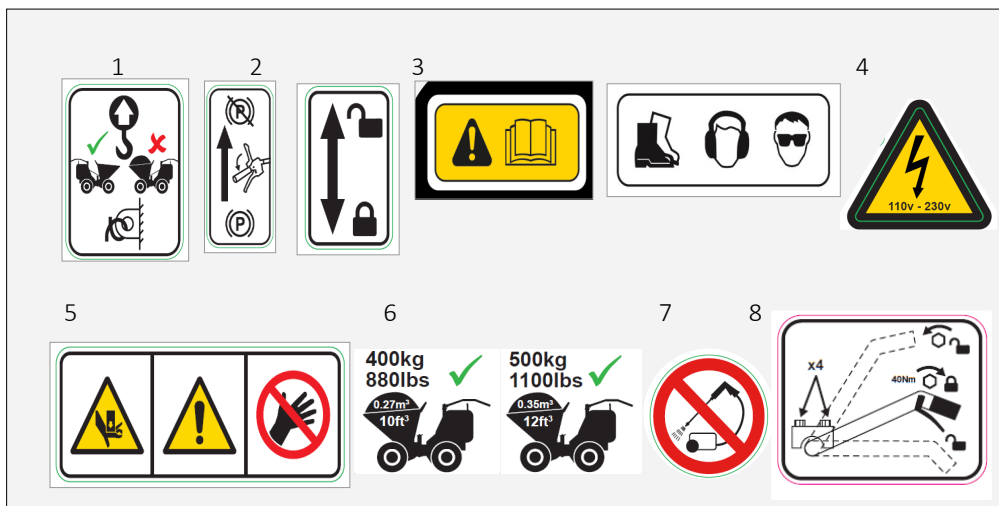 1
2
3
4
P
P
110v - 230v
5
6
7
8
400kg
880lbs
0.27m³
10ft³
500kg
1100lbs
0.35m³
12ft³
x4
40Nm